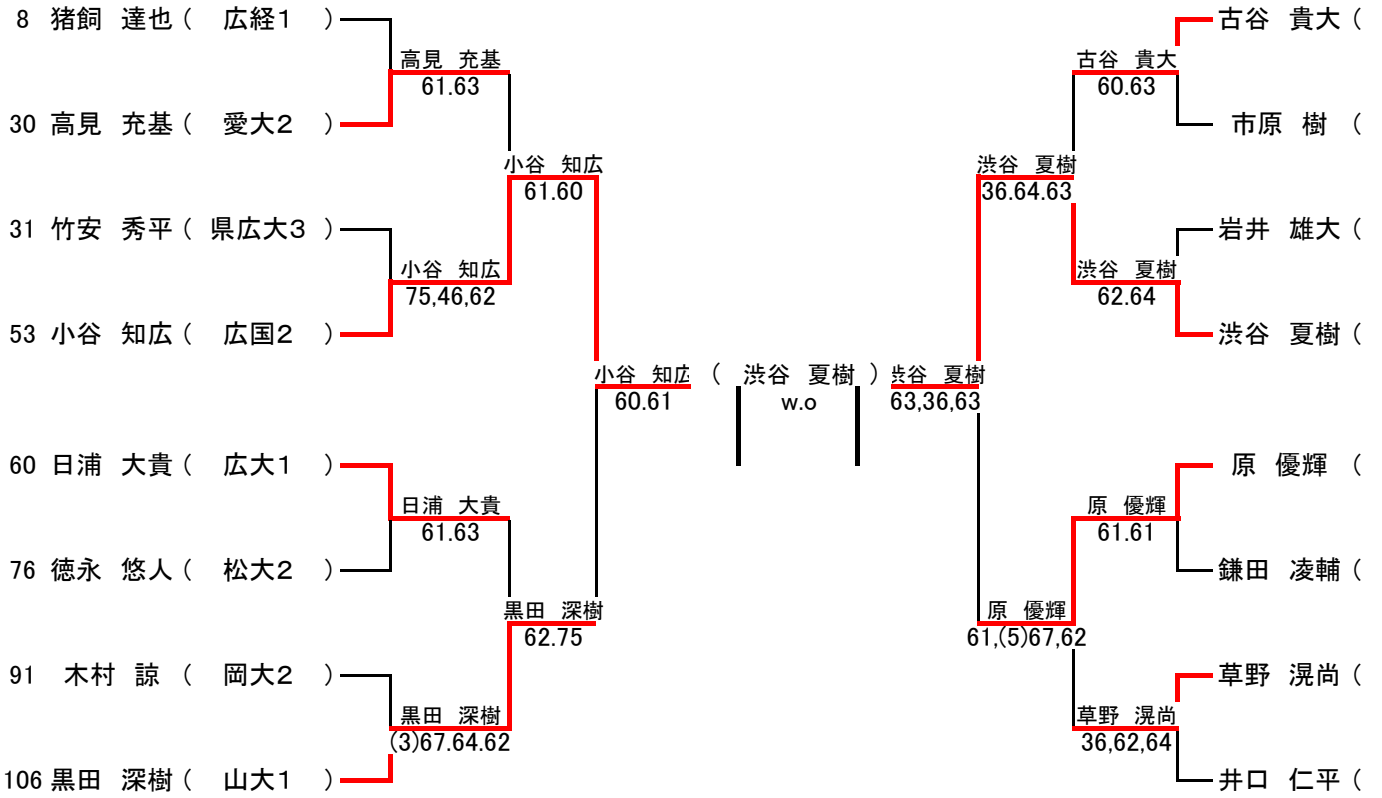 8 猪飼 達也 ( 広経1 )
高見 充基
61.63
30 高見 充基 ( 愛大2 )
小谷 知広
61.60
31 竹安 秀平 ( 県広大3 )
小谷 知広
75,46,62
53 小谷 知広 ( 広国2 )
小谷 知広
60.61
60 日浦 大貴 ( 広大1 )
日浦 大貴
61.63
76 徳永 悠人 ( 松大2 )
黒田 深樹
62.75
91 木村 諒 ( 岡大2 )
黒田 深樹
(3)67.64.62
106 黒田 深樹 ( 山大1 )
( 渋谷 夏樹 )
w.o
古谷 貴大 (
古谷 貴大
60.63
市原 樹 (
渋谷 夏樹
36.64.63
岩井 雄大 (
渋谷 夏樹
62.64
渋谷 夏樹 (
渋谷 夏樹
63,36,63
原 優輝 (
原 優輝
61.61
鎌田 凌輔 (
原 優輝
61,(5)67,62
草野 滉尚 (
草野 滉尚
36,62,64
井口 仁平 (